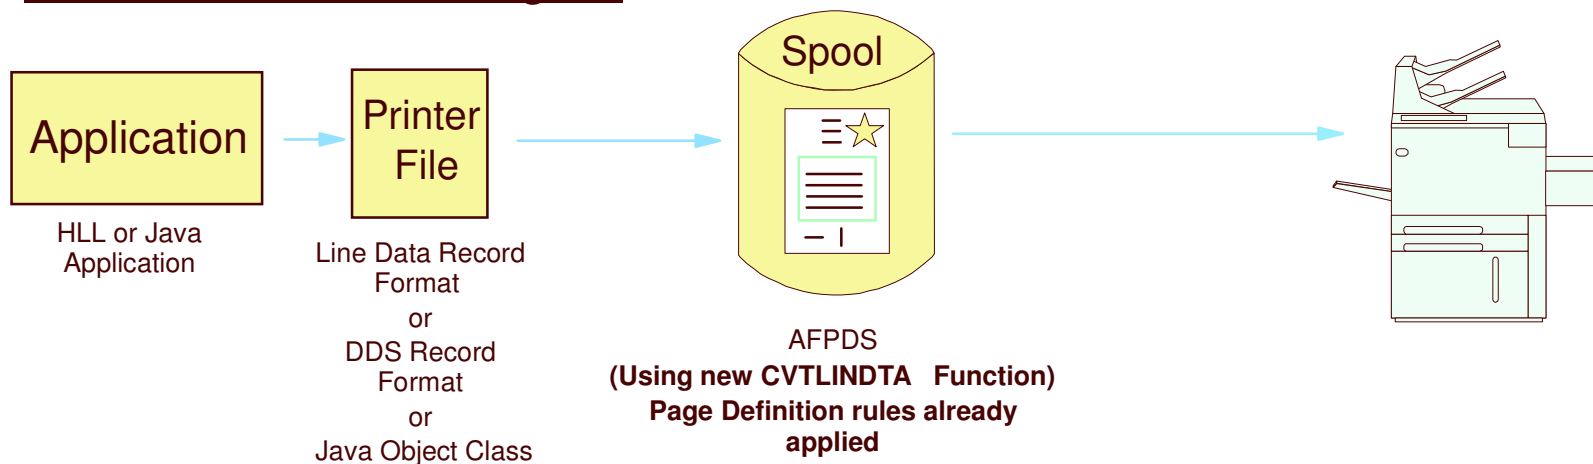 Application
HLL or Java
Application
Printer
File
Line Data Record
Format
or
DDS Record
Format
or
Java Object Class
Spool
AFPDS
(Using new CVTLINDTA Function)
Page Definition rules already
applied